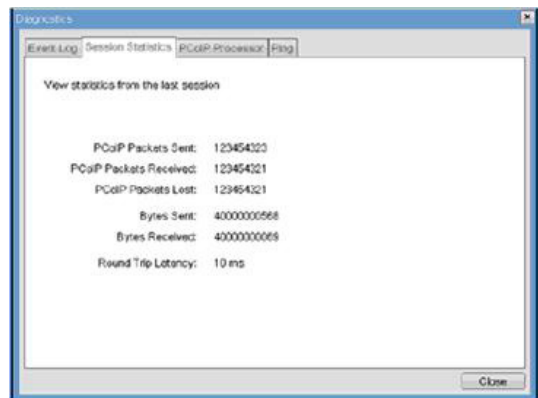 Diagnostics
Event Log Session Statistics PCoIP Processor Ping
View statistics from the last session
PCoIP Packets Sent: 123454323
PCoIP Packets Received: 123454321
PCoIP Packets Lost: 123454321
Bytes Sent: 40000000568
Bytes Received: 40000000069
Round Trip Latency: 10 ms
Close